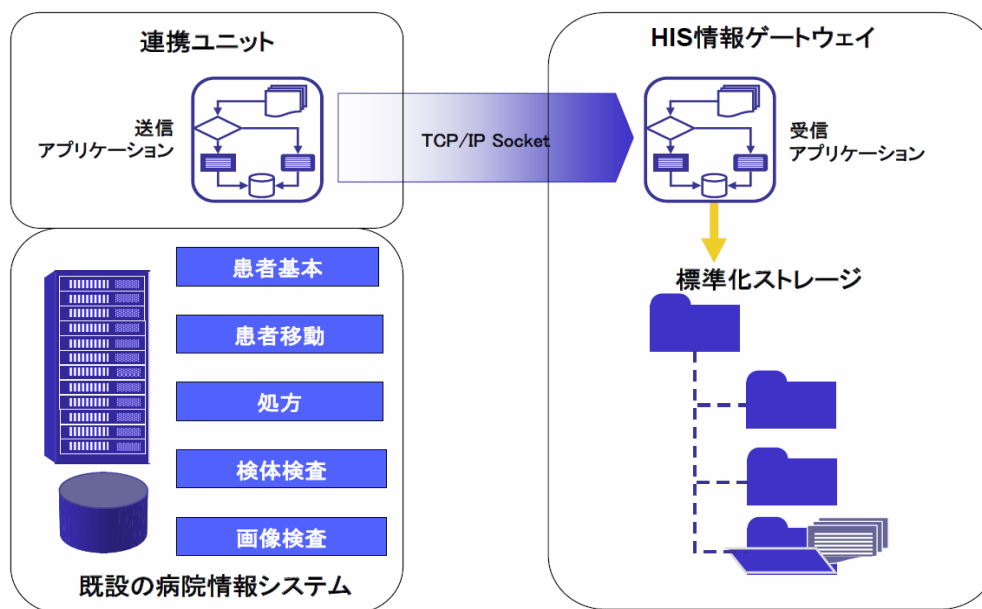 連携ユニット
送信
アプリケーション
TCP/IP Socket
HIS情報ゲートウェイ
受信
アプリケーション
標準化ストレージ
患者基本
患者移動
処方
検体検査
画像検査
既設の病院情報システム